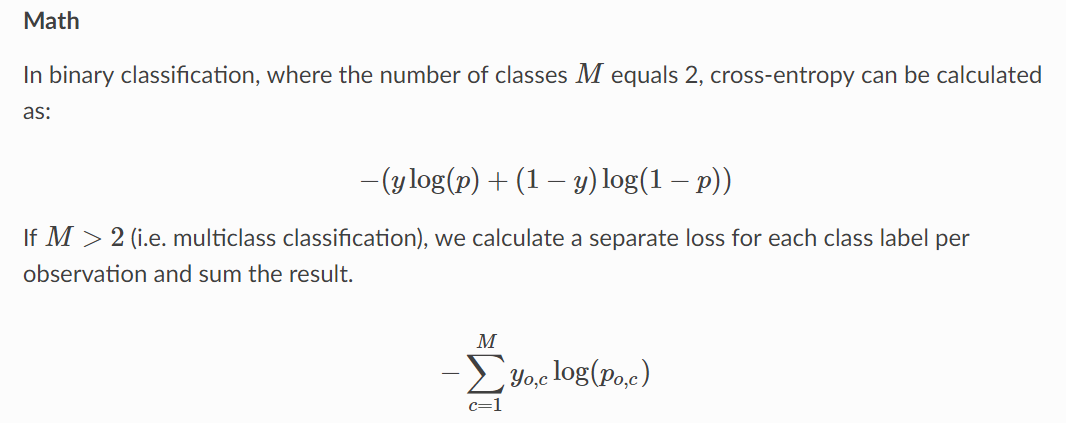 Math
In binary classification, where the number of classes M equals 2, cross-entropy can be calculated
as:
−(y log(p) + (1 − y) log(1 − p))
If M > 2 (i.e. multiclass classification), we calculate a separate loss for each class label per
observation and sum the result.
−∑_{c=1}^{M} y_{o,c} log(p_{o,c})